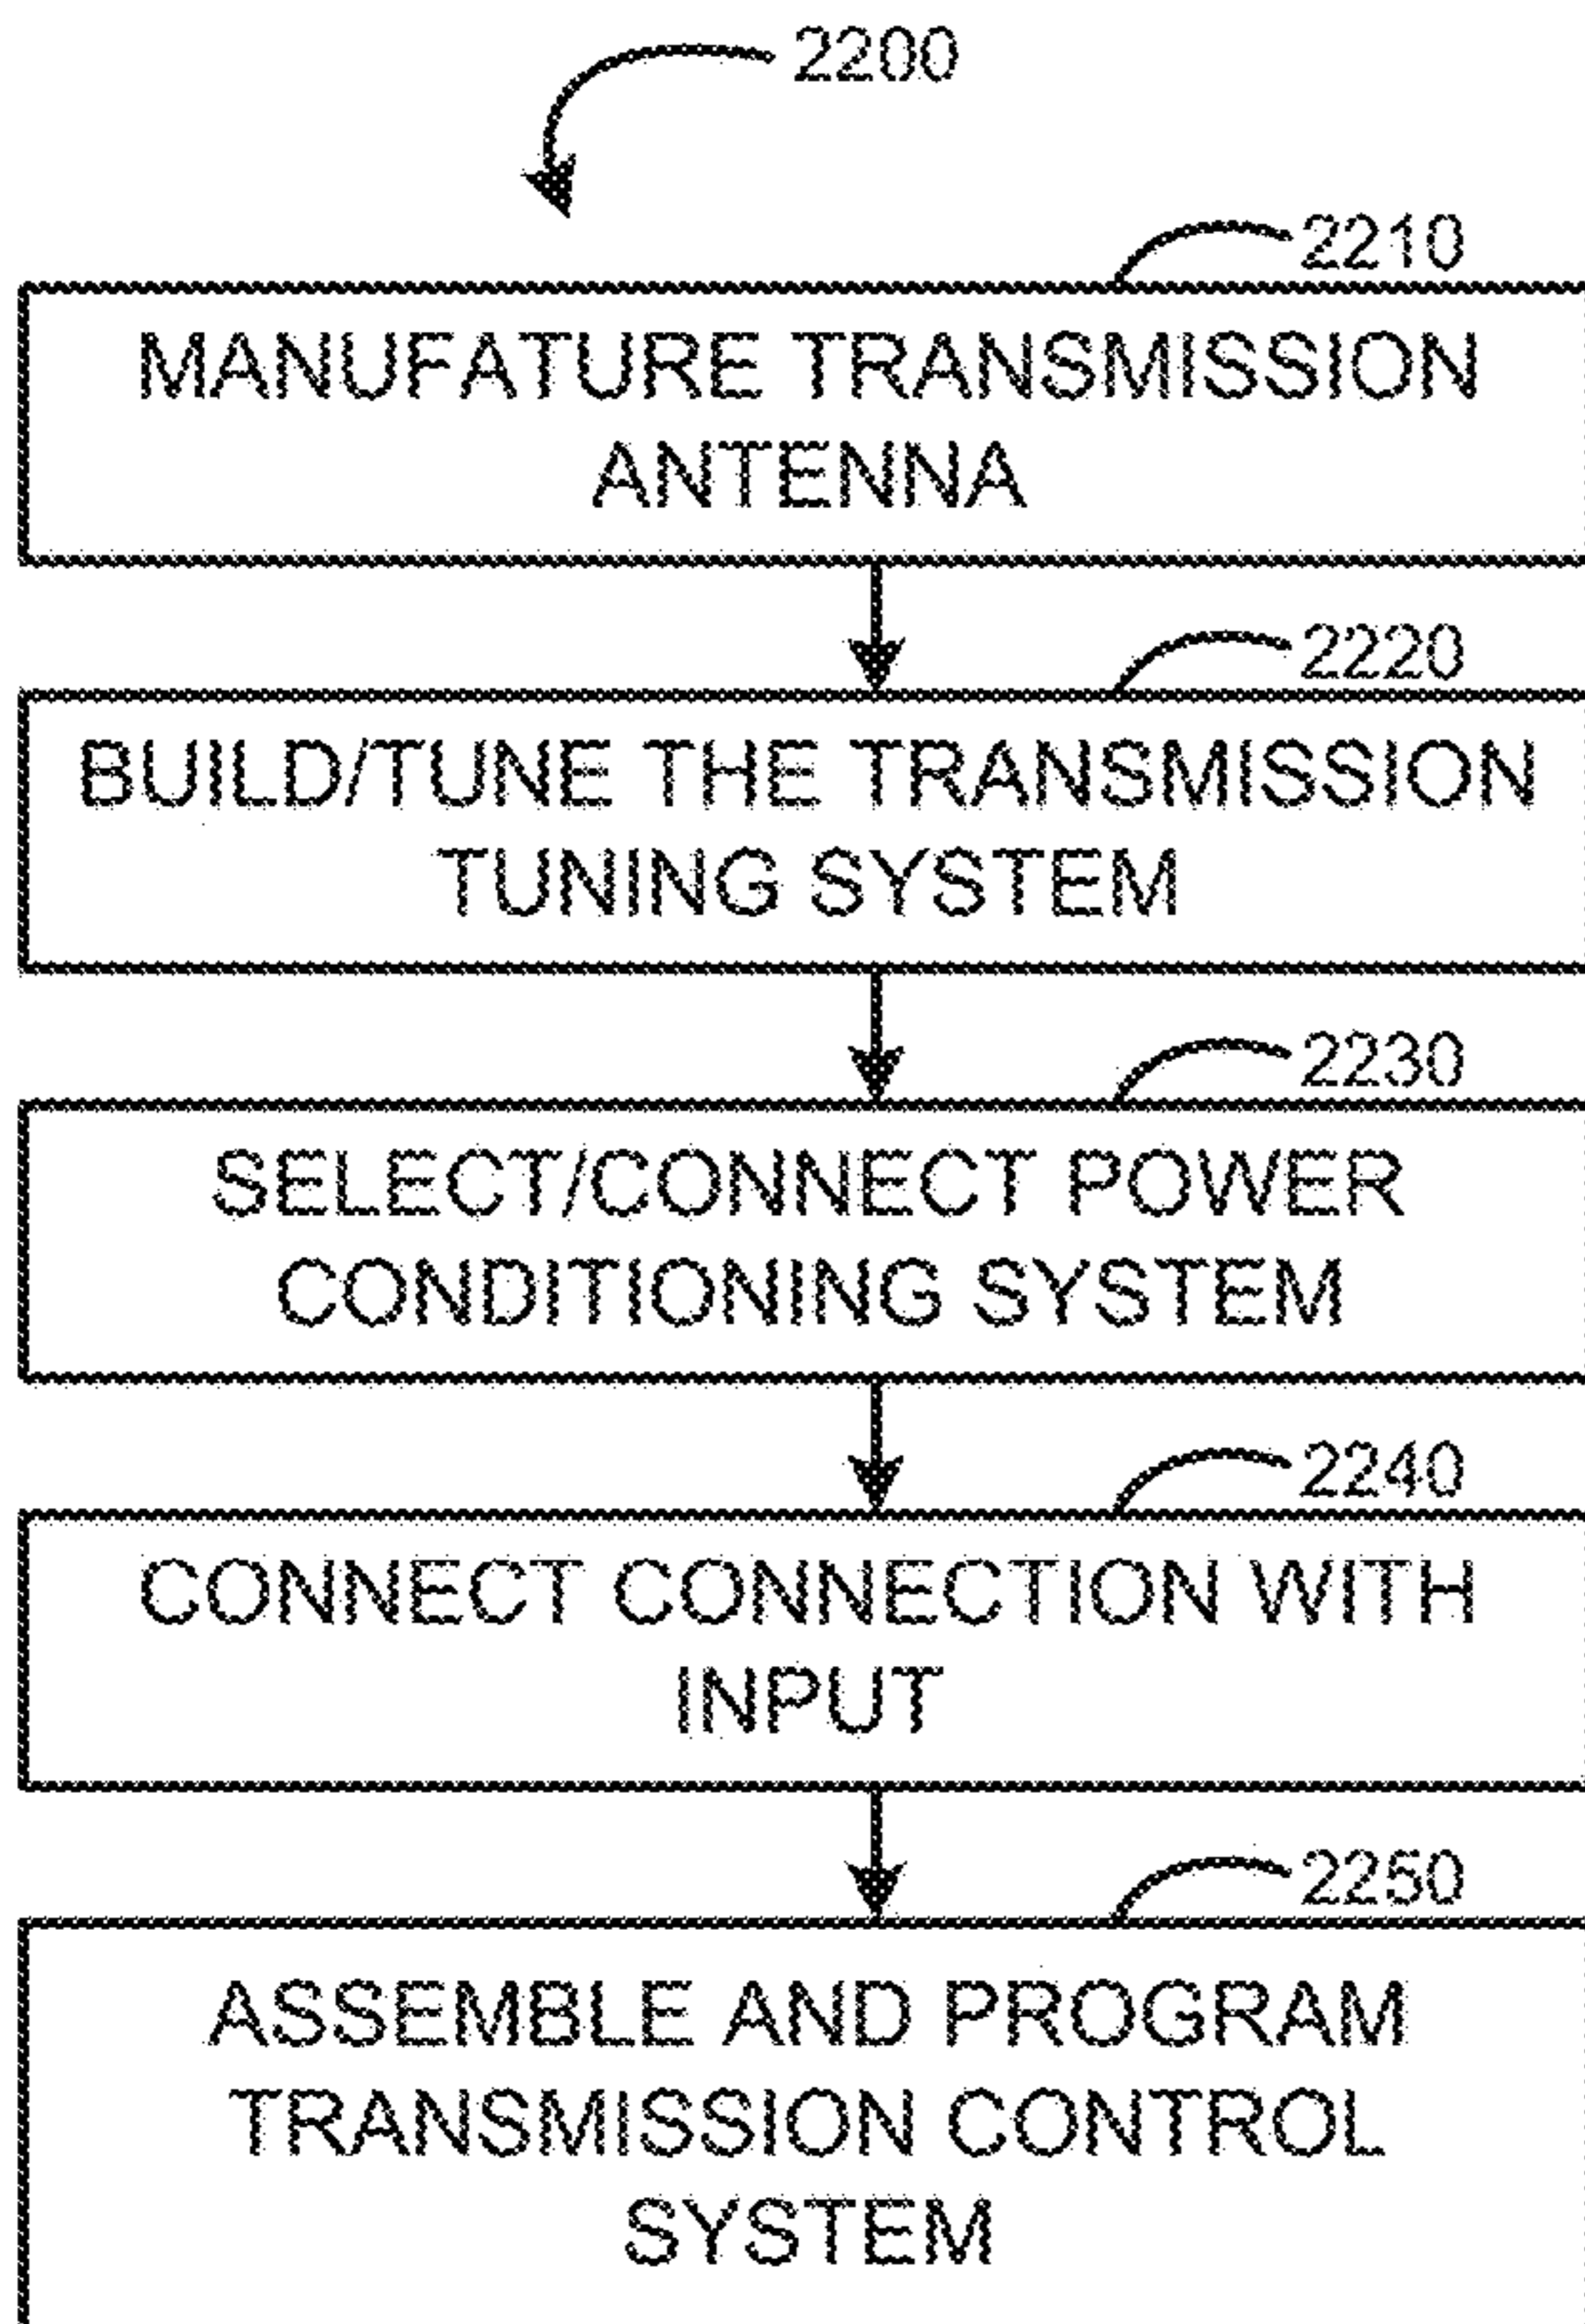 2200
2210
MANUFATURE TRANSMISSION
ANTENNA
2220
BUILD/TUNE THE TRANSMISSION
TUNING SYSTEM
2230
SELECT/CONNECT POWER
CONDITIONING SYSTEM
2240
CONNECT CONNECTION WITH
INPUT
2250
ASSEMBLE AND PROGRAM
TRANSMISSION CONTROL
SYSTEM